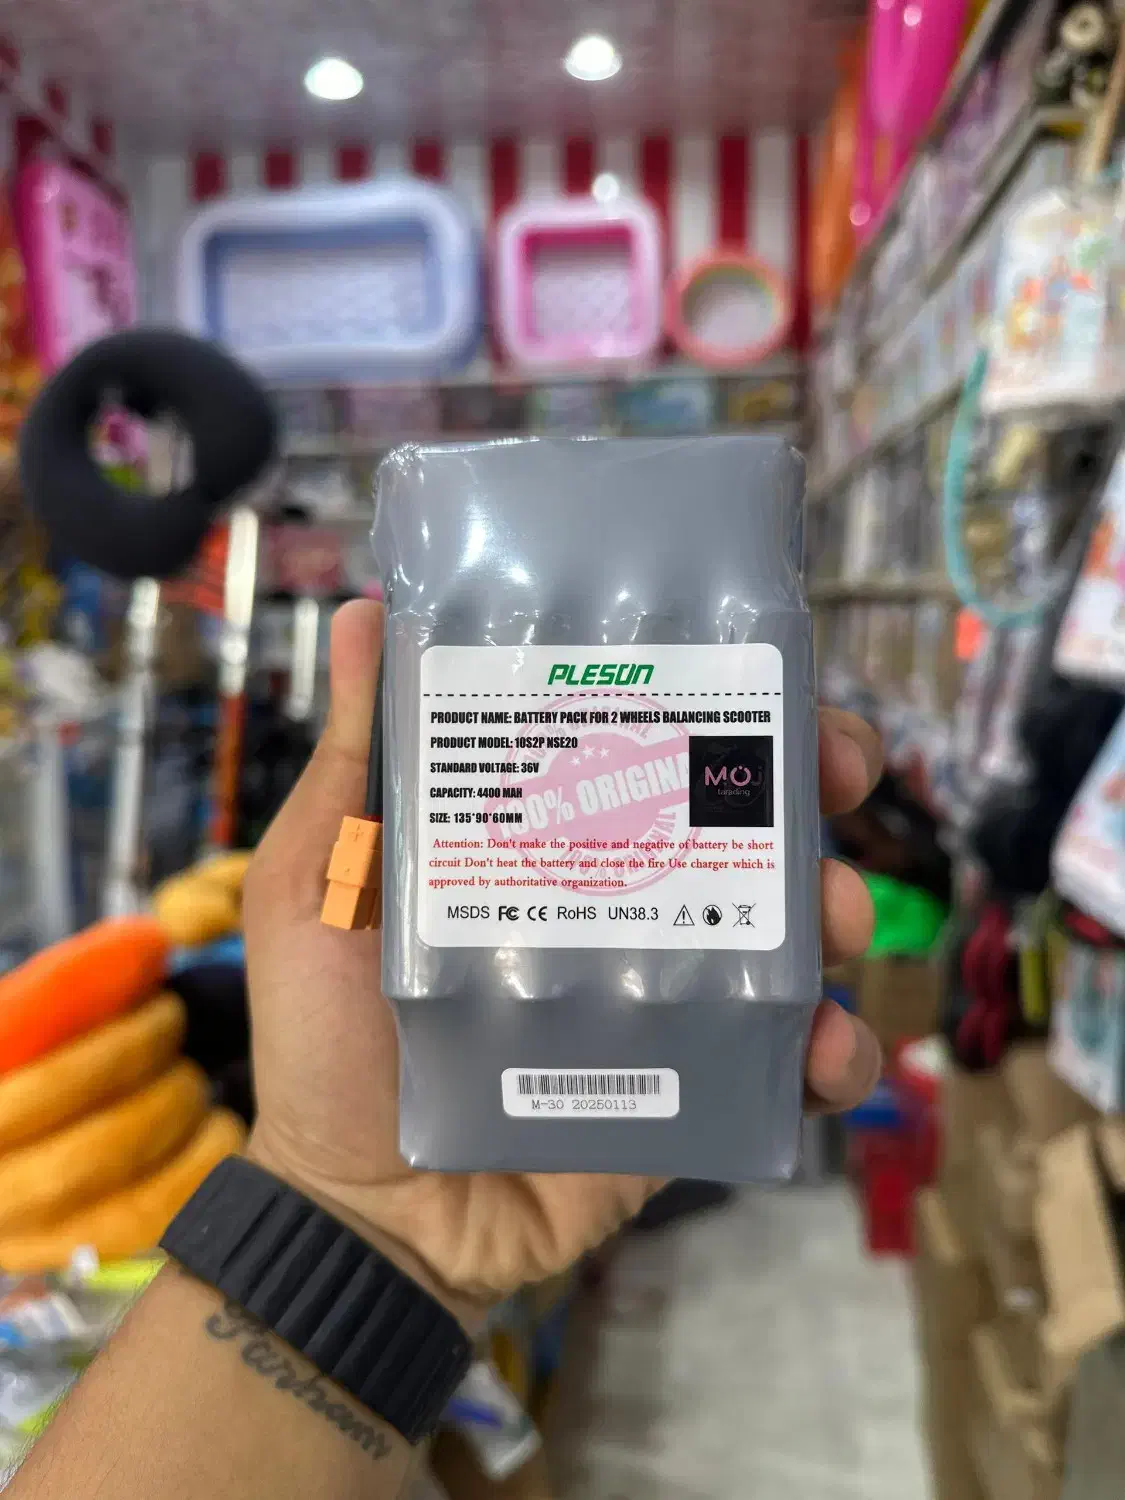 PLESON
PRODUCT NAME: BATTERY PACK FOR 2 WHEELS BALANCING SCOOTER
PRODUCT MODEL: 10S2P NSE20
STANDARD VOLTAGE: 36V
CAPACITY: 4400 MAH
SIZE: 135*90*60MM
100% ORIGINAL
MOJ
tarading
Attention: Don't make the positive and negative of battery be short
circuit Don't heat the battery and close the fire Use charger which is
approved by authoritative organization.
MSDS FC CE RoHS UN38.3
M-30 20250113
Farham